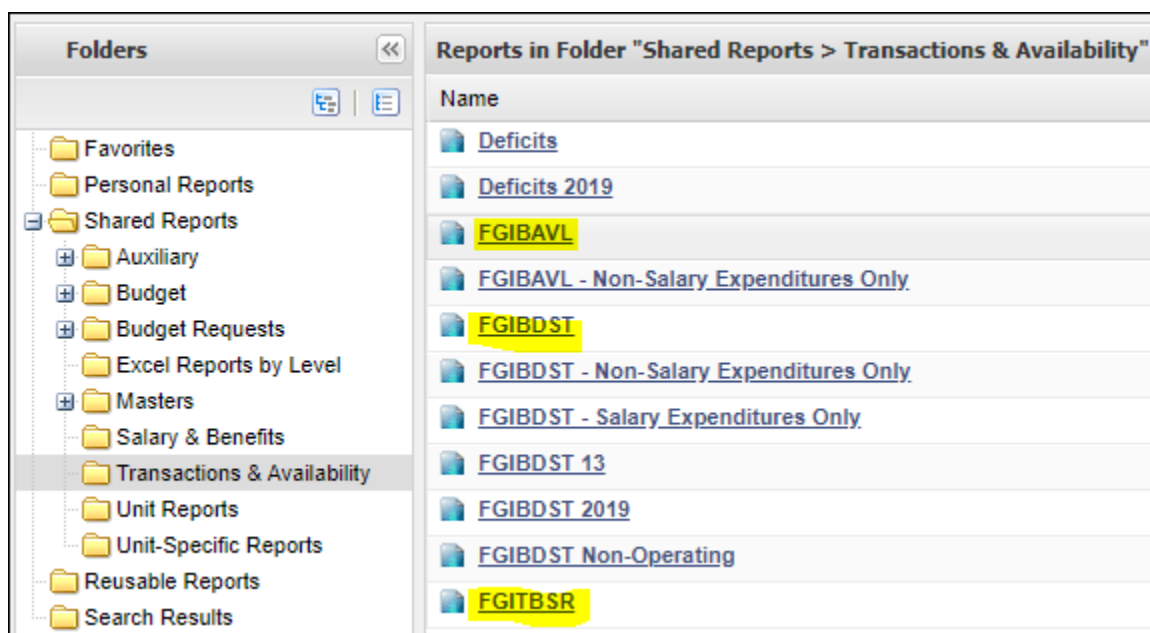 Folders
Favorites
Personal Reports
Shared Reports
Auxiliary
Budget
Budget Requests
Excel Reports by Level
Masters
Salary & Benefits
Transactions & Availability
Unit Reports
Unit-Specific Reports
Reusable Reports
Search Results
Reports in Folder "Shared Reports > Transactions & Availability"
Name
Deficits
Deficits 2019
FGIBAVL
FGIBAVL - Non-Salary Expenditures Only
FGIBDST
FGIBDST - Non-Salary Expenditures Only
FGIBDST - Salary Expenditures Only
FGIBDST 13
FGIBDST 2019
FGIBDST Non-Operating
FGITBSR